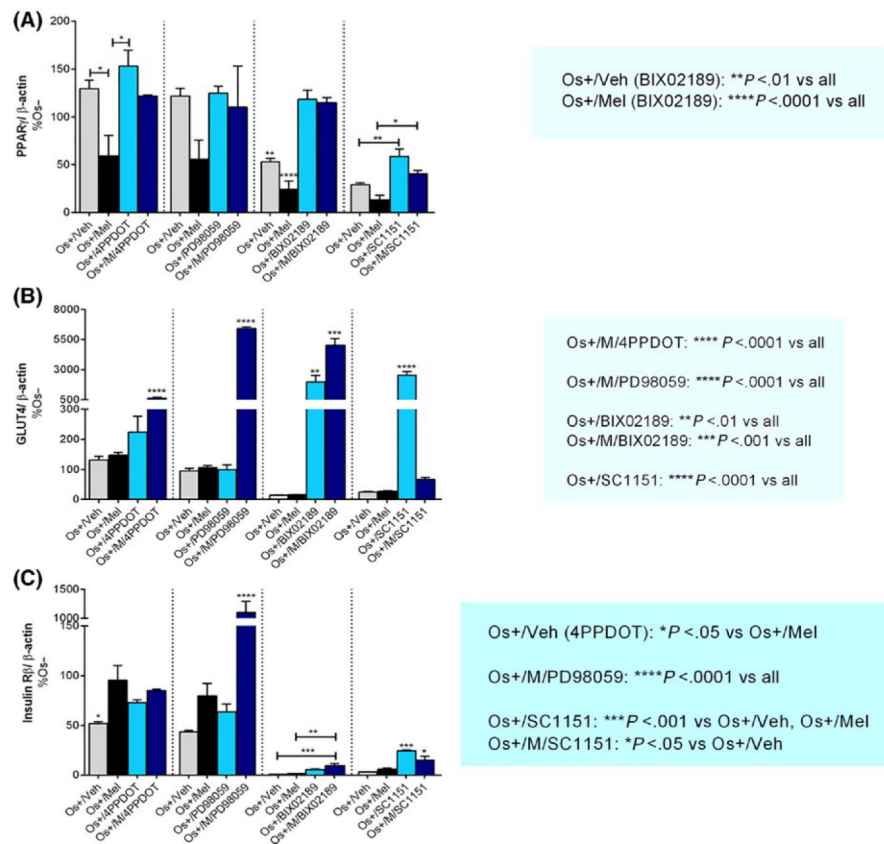 (A)
PPARγ/ β-actin
%Os–
200
150
100
50
0
*
*
**
****
**
*
Os+/Veh
Os+/Mel
Os+/4PPDOT
Os+/M/4PPDOT
Os+/Veh
Os+/Mel
Os+/PD98059
Os+/M/PD98059
Os+/Veh
Os+/Mel
Os+/BIX02189
Os+/M/BIX02189
Os+/Veh
Os+/Mel
Os+/SC1151
Os+/M/SC1151
Os+/Veh (BIX02189): **P <.01 vs all
Os+/Mel (BIX02189): ****P <.0001 vs all
(B)
GLUT4/ β-actin
%Os–
8000
5500
3000
500
300
200
100
0
****
****
**
***
****
Os+/Veh
Os+/Mel
Os+/4PPDOT
Os+/M/4PPDOT
Os+/Veh
Os+/Mel
Os+/PD98059
Os+/M/PD98059
Os+/Veh
Os+/Mel
Os+/BIX02189
Os+/M/BIX02189
Os+/Veh
Os+/Mel
Os+/SC1151
Os+/M/SC1151
Os+/M/4PPDOT: **** P <.0001 vs all
Os+/M/PD98059: ****P <.0001 vs all
Os+/BIX02189: **P <.01 vs all
Os+/M/BIX02189: ***P <.001 vs all
Os+/SC1151: ****P <.0001 vs all
(C)
Insulin Rβ/ β-actin
%Os–
1500
1000
150
100
50
0
*
****
**
***
***
*
Os+/Veh
Os+/Mel
Os+/4PPDOT
Os+/M/4PPDOT
Os+/Veh
Os+/Mel
Os+/PD98059
Os+/M/PD98059
Os+/Veh
Os+/Mel
Os+/BIX02189
Os+/M/BIX02189
Os+/Veh
Os+/Mel
Os+/SC1151
Os+/M/SC1151
Os+/Veh (4PPDOT): *P <.05 vs Os+/Mel
Os+/M/PD98059: ****P <.0001 vs all
Os+/SC1151: ***P <.001 vs Os+/Veh, Os+/Mel
Os+/M/SC1151: *P <.05 vs Os+/Veh